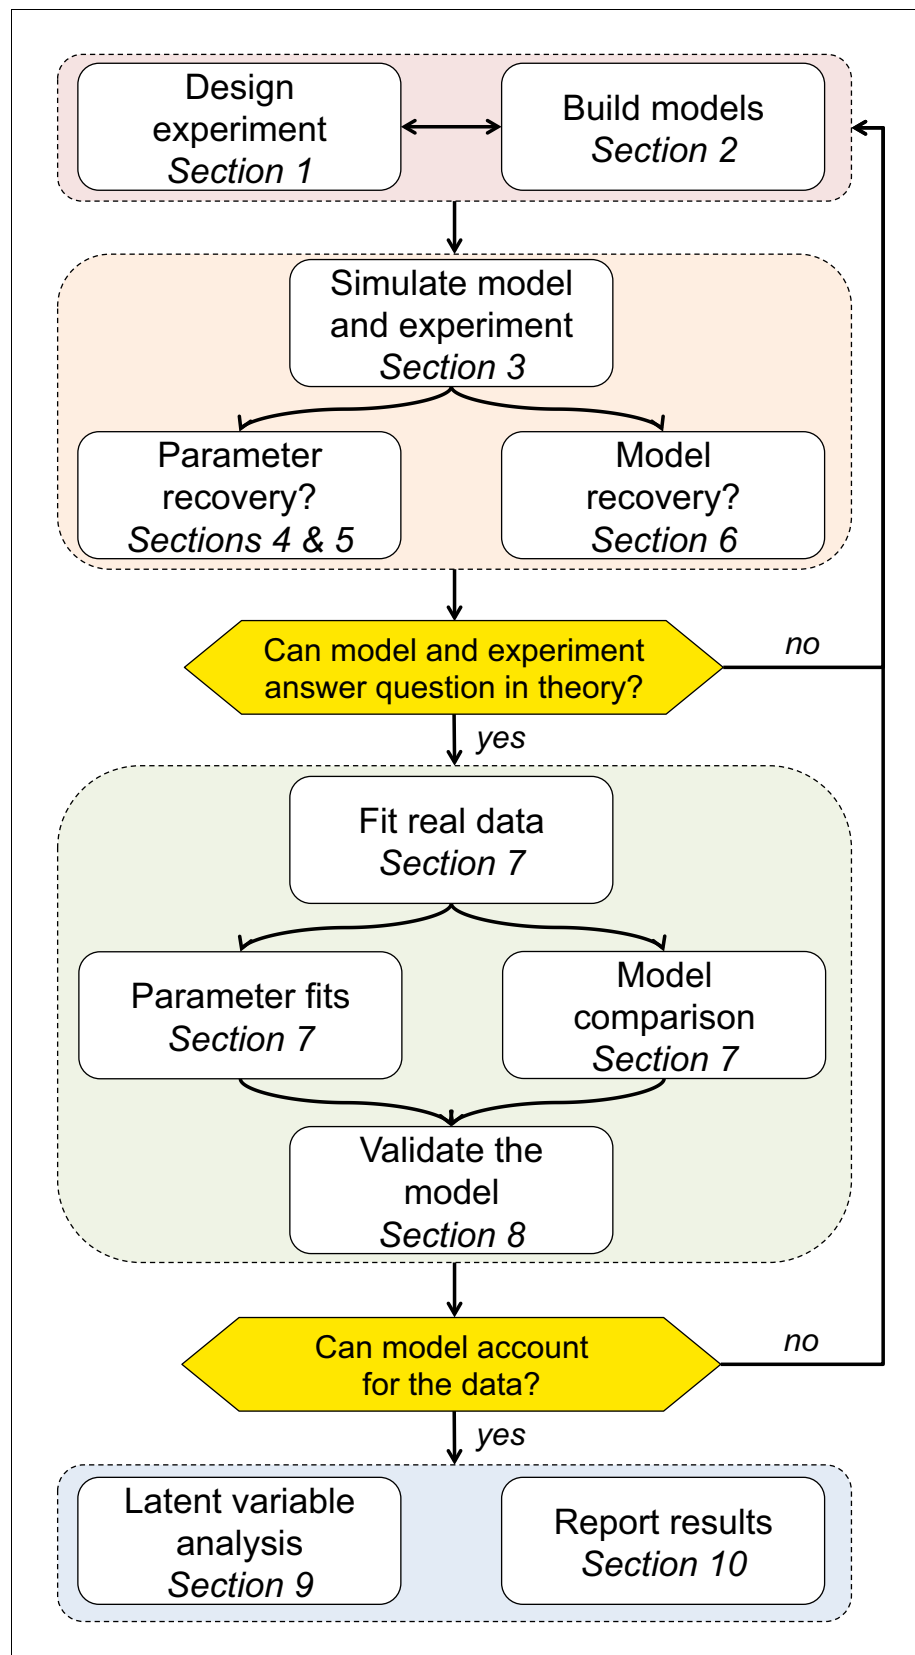 Design
experiment
Section 1
Build models
Section 2
Simulate model
and experiment
Section 3
Parameter
recovery?
Sections 4 & 5
Model
recovery?
Section 6
Can model and experiment
answer question in theory?
no
yes
Fit real data
Section 7
Parameter fits
Section 7
Model
comparison
Section 7
Validate the
model
Section 8
Can model account
for the data?
no
yes
Latent variable
analysis
Section 9
Report results
Section 10